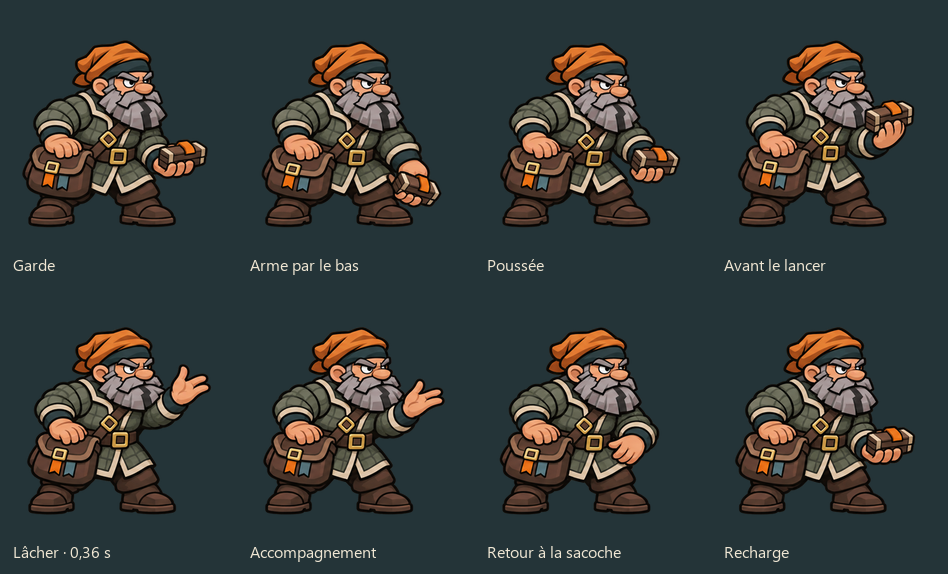 Garde
Arme par le bas
Poussée
Avant le lancer
Lâcher · 0,36 s
Accompagnement
Retour à la sacoche
Recharge